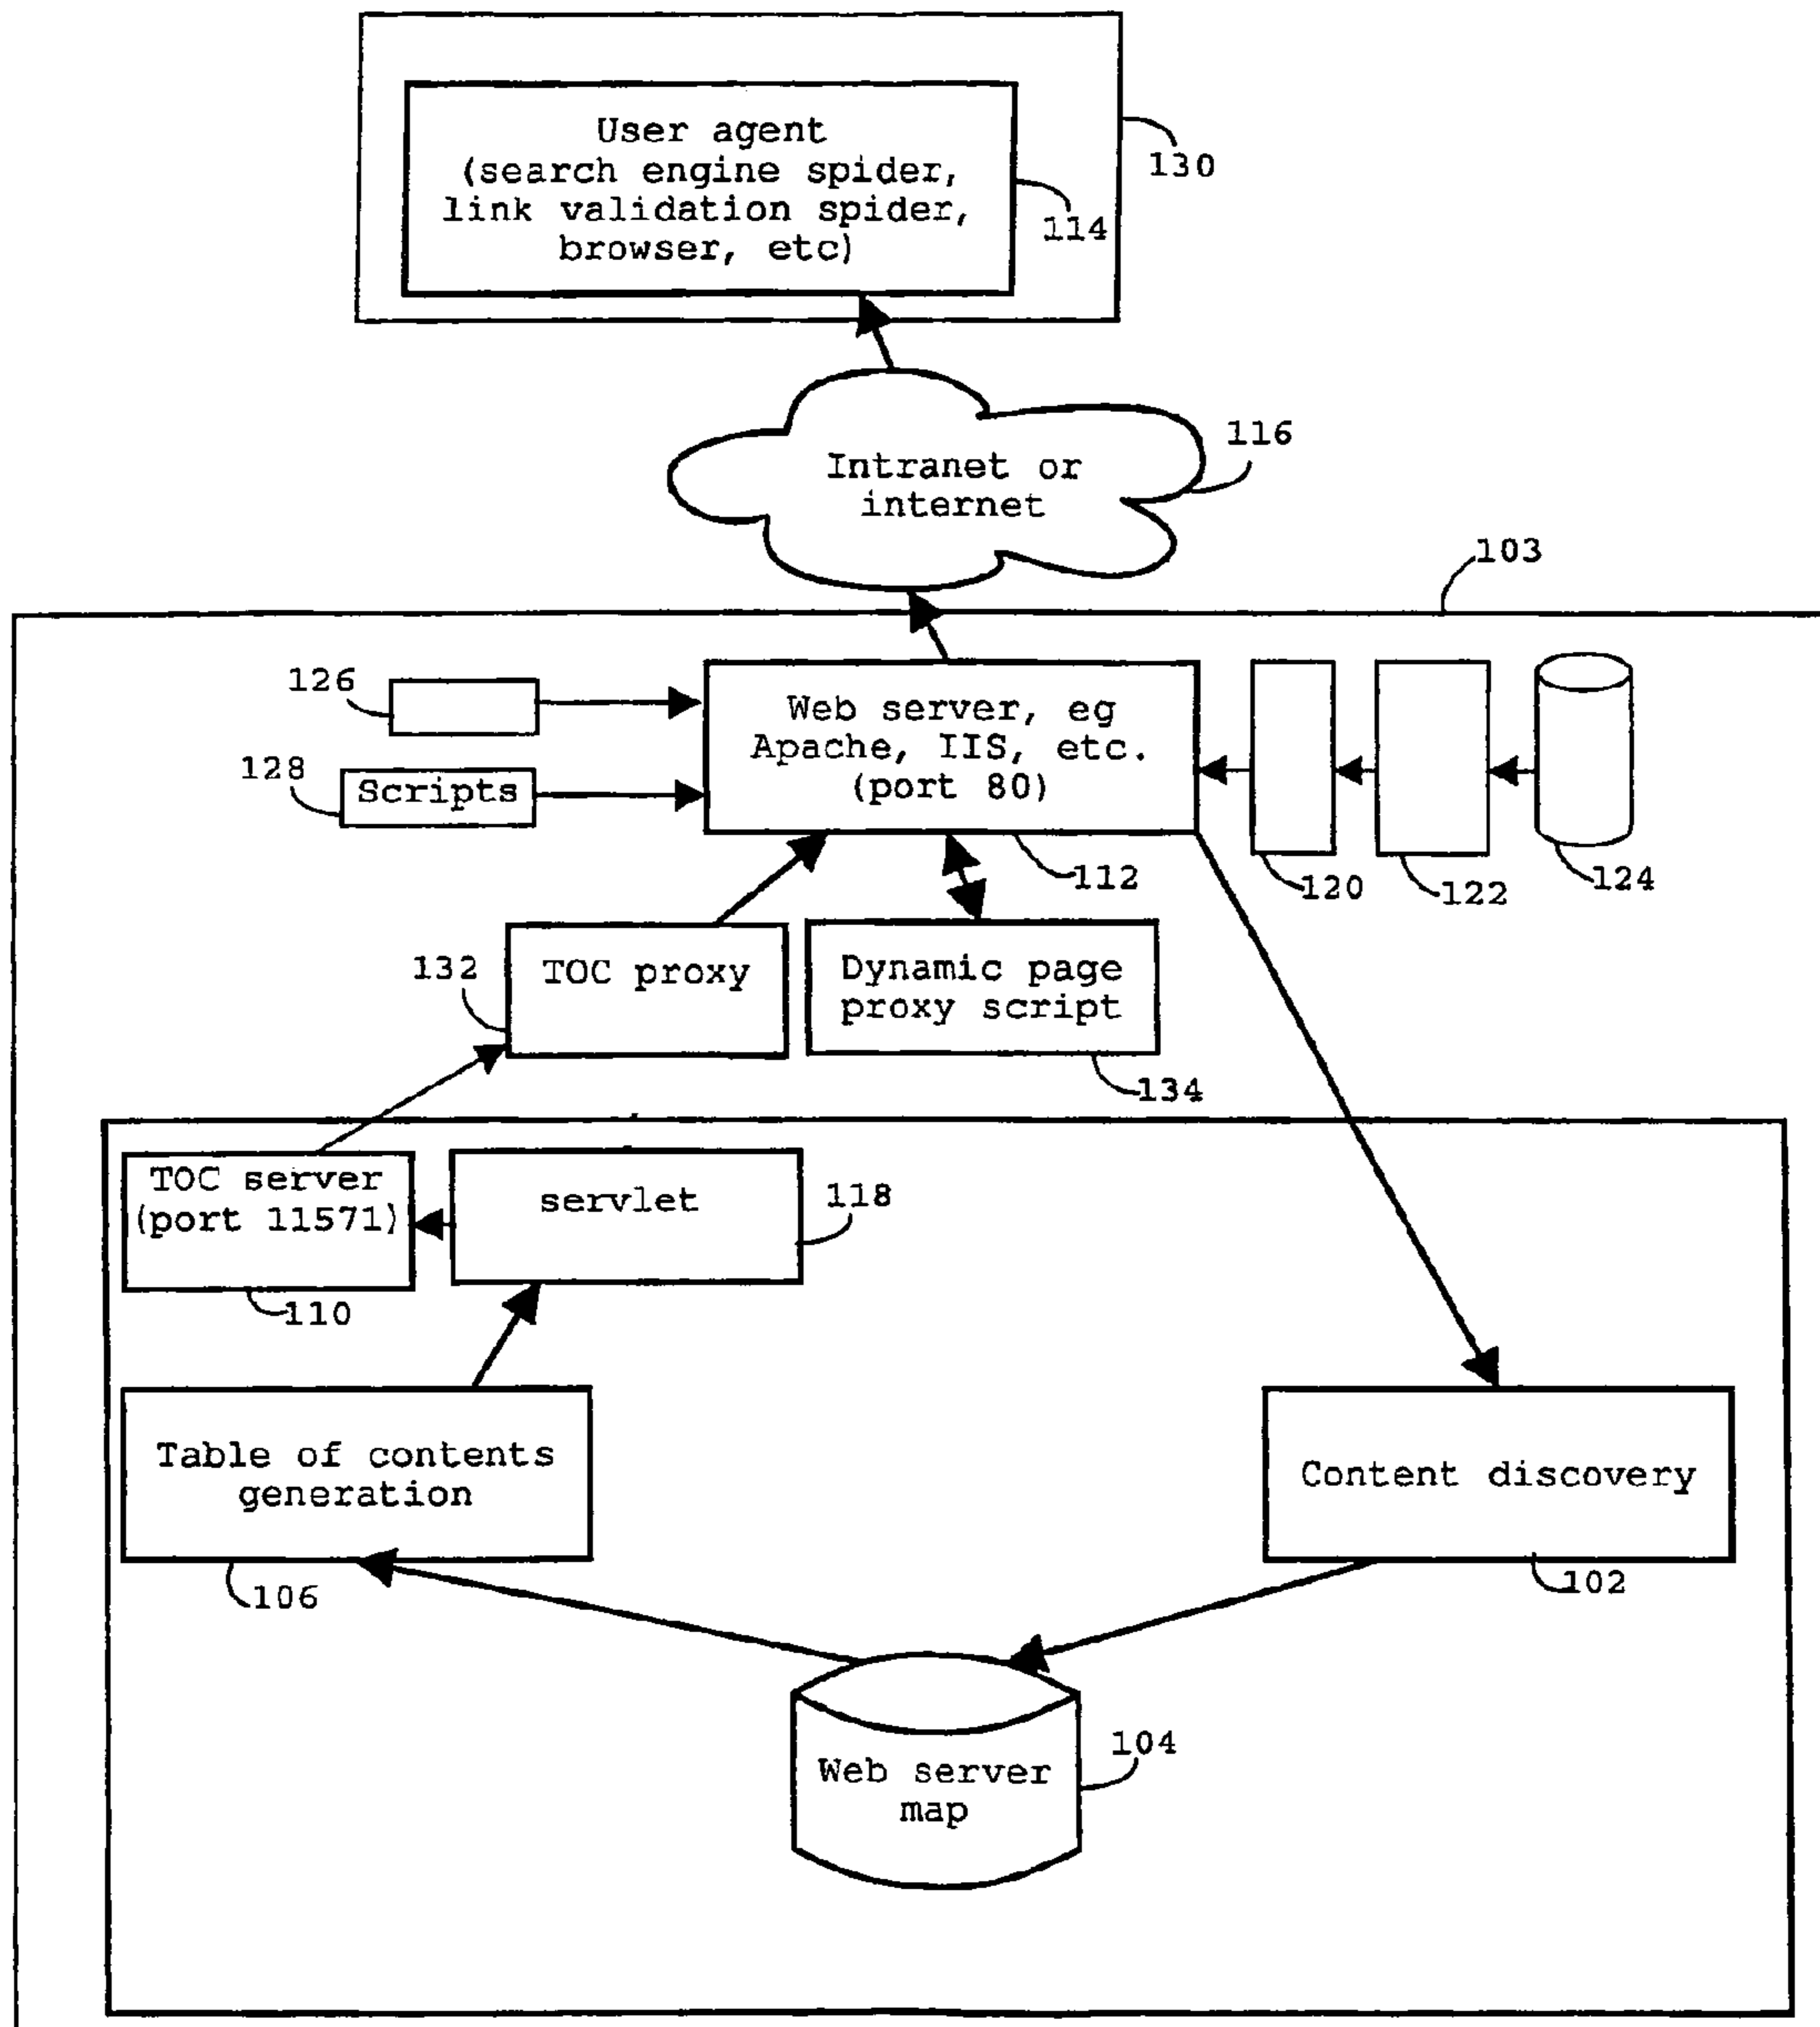 User agent
(search engine spider,
link validation spider,
browser, etc)
130
114
Intranet or
internet
116
103
126
128
Scripts
Web server, eg
Apache, IIS, etc.
(port 80)
112
120
122
124
132
TOC proxy
Dynamic page
proxy script
134
TOC server
(port 11571)
110
servlet
118
Table of contents
generation
106
Content discovery
102
Web server
map
104